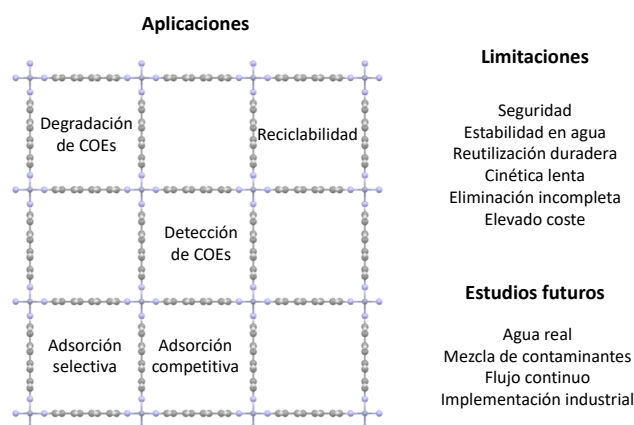 Aplicaciones
Degradación
de COEs
Reciclabilidad
Detección
de COEs
Adsorción
selectiva
Adsorción
competitiva
Limitaciones
Seguridad
Estabilidad en agua
Reutilización duradera
Cinética lenta
Eliminación incompleta
Elevado coste
Estudios futuros
Agua real
Mezcla de contaminantes
Flujo continuo
Implementación industrial